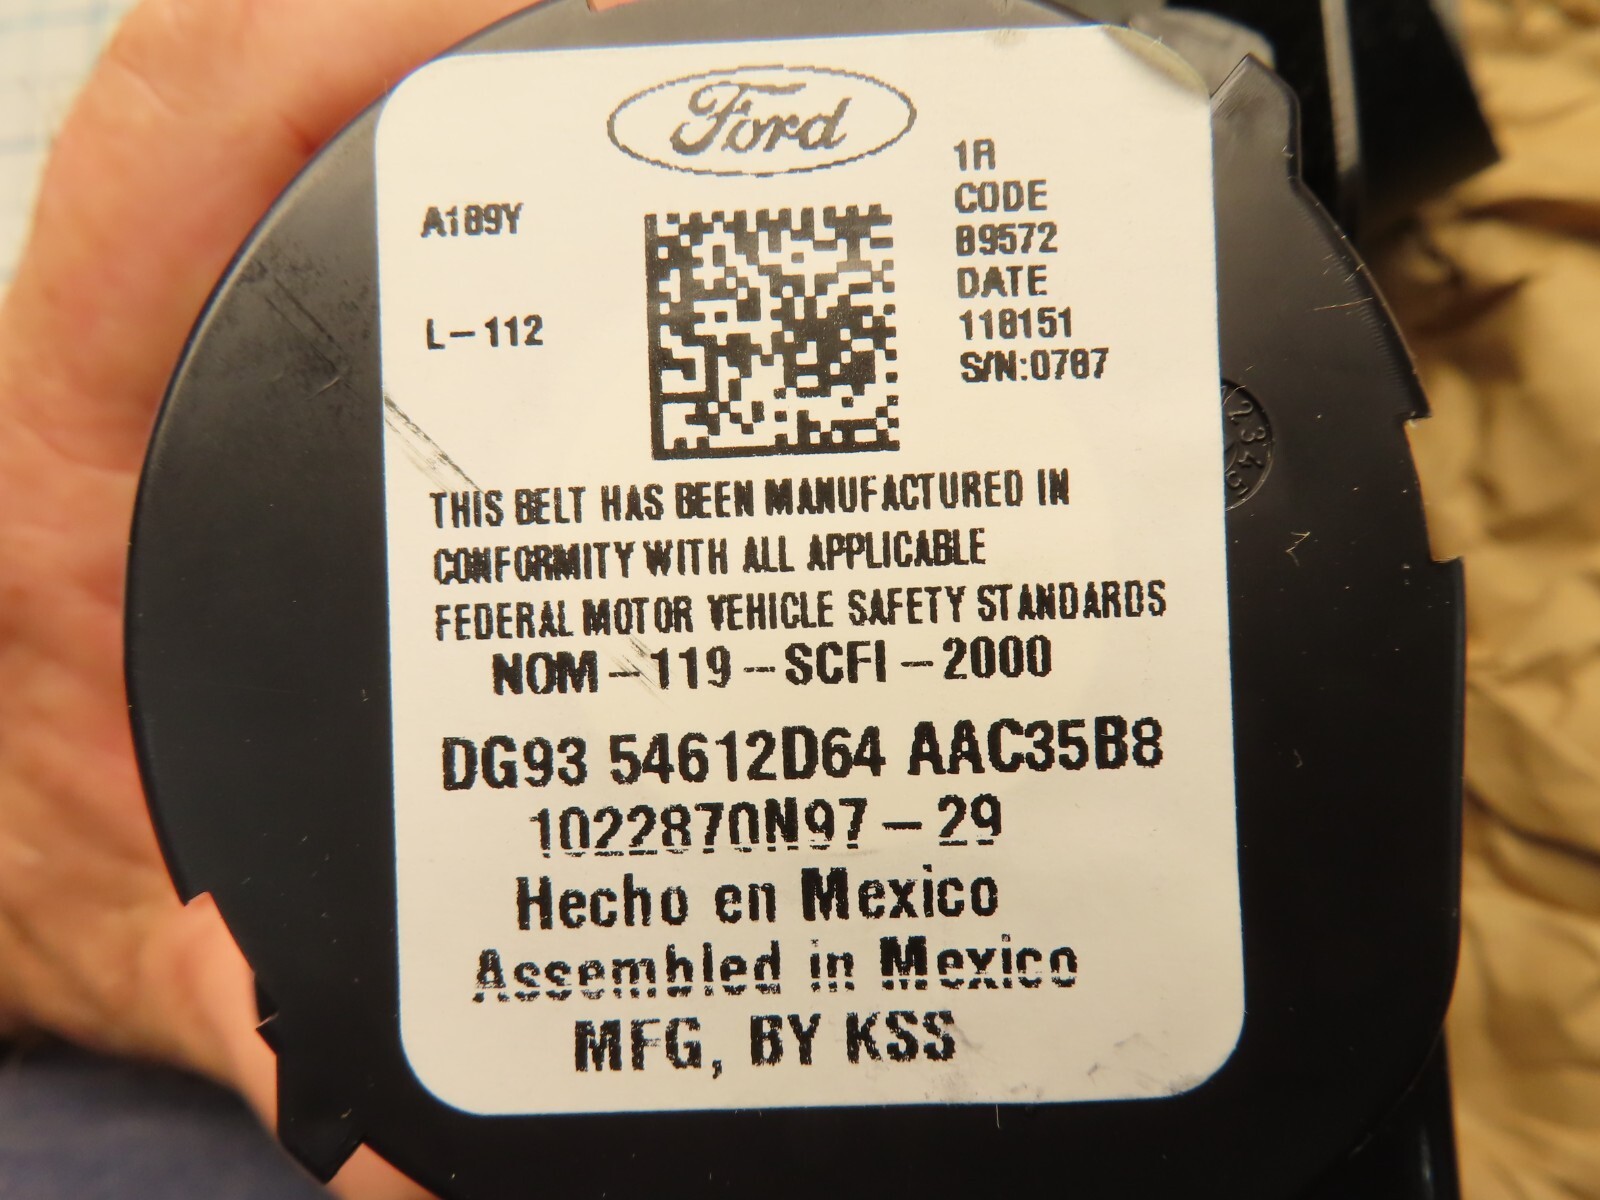 Ford
1R
CODE
B9572
DATE
118151
S/N:0787
A189Y
L-112
THIS BELT HAS BEEN MANUFACTURED IN
CONFORMITY WITH ALL APPLICABLE
FEDERAL MOTOR VEHICLE SAFETY STANDARDS
NOM-119-SCFI-2000
DG93 54612D64 AAC35B8
1022870N97-29
Hecho en Mexico
Assembled in Mexico
MFG, BY KSS
2345